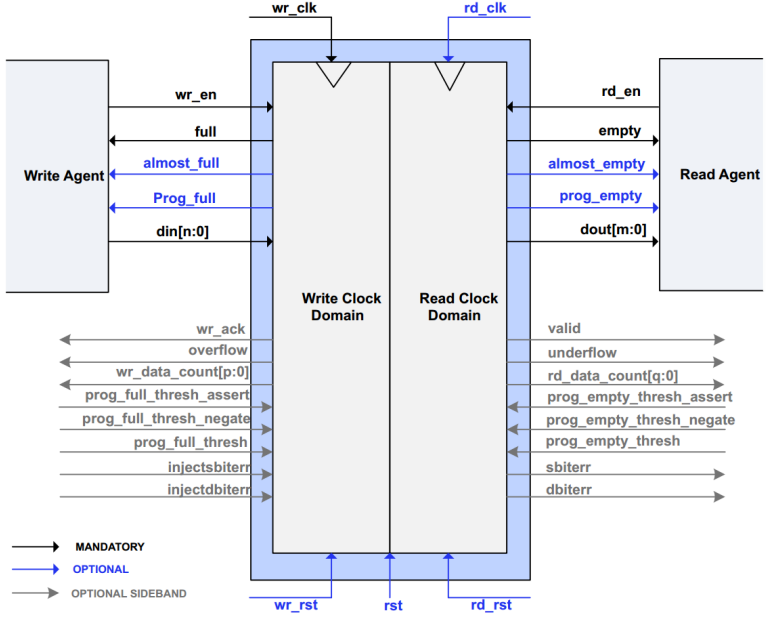 wr_clk
rd_clk
wr_en
rd_en
full
empty
almost_full
almost_empty
Write Agent
Read Agent
Prog_full
prog_empty
din[n:0]
dout[m:0]
Write Clock
Domain
Read Clock
Domain
wr_ack
valid
overflow
underflow
wr_data_count[p:0]
rd_data_count[q:0]
prog_full_thresh_assert
prog_empty_thresh_assert
prog_full_thresh_negate
prog_empty_thresh_negate
prog_full_thresh
prog_empty_thresh
injectsbiterr
sbiterr
injectdbiterr
dbiterr
MANDATORY
OPTIONAL
OPTIONAL SIDEBAND
wr_rst
rst
rd_rst